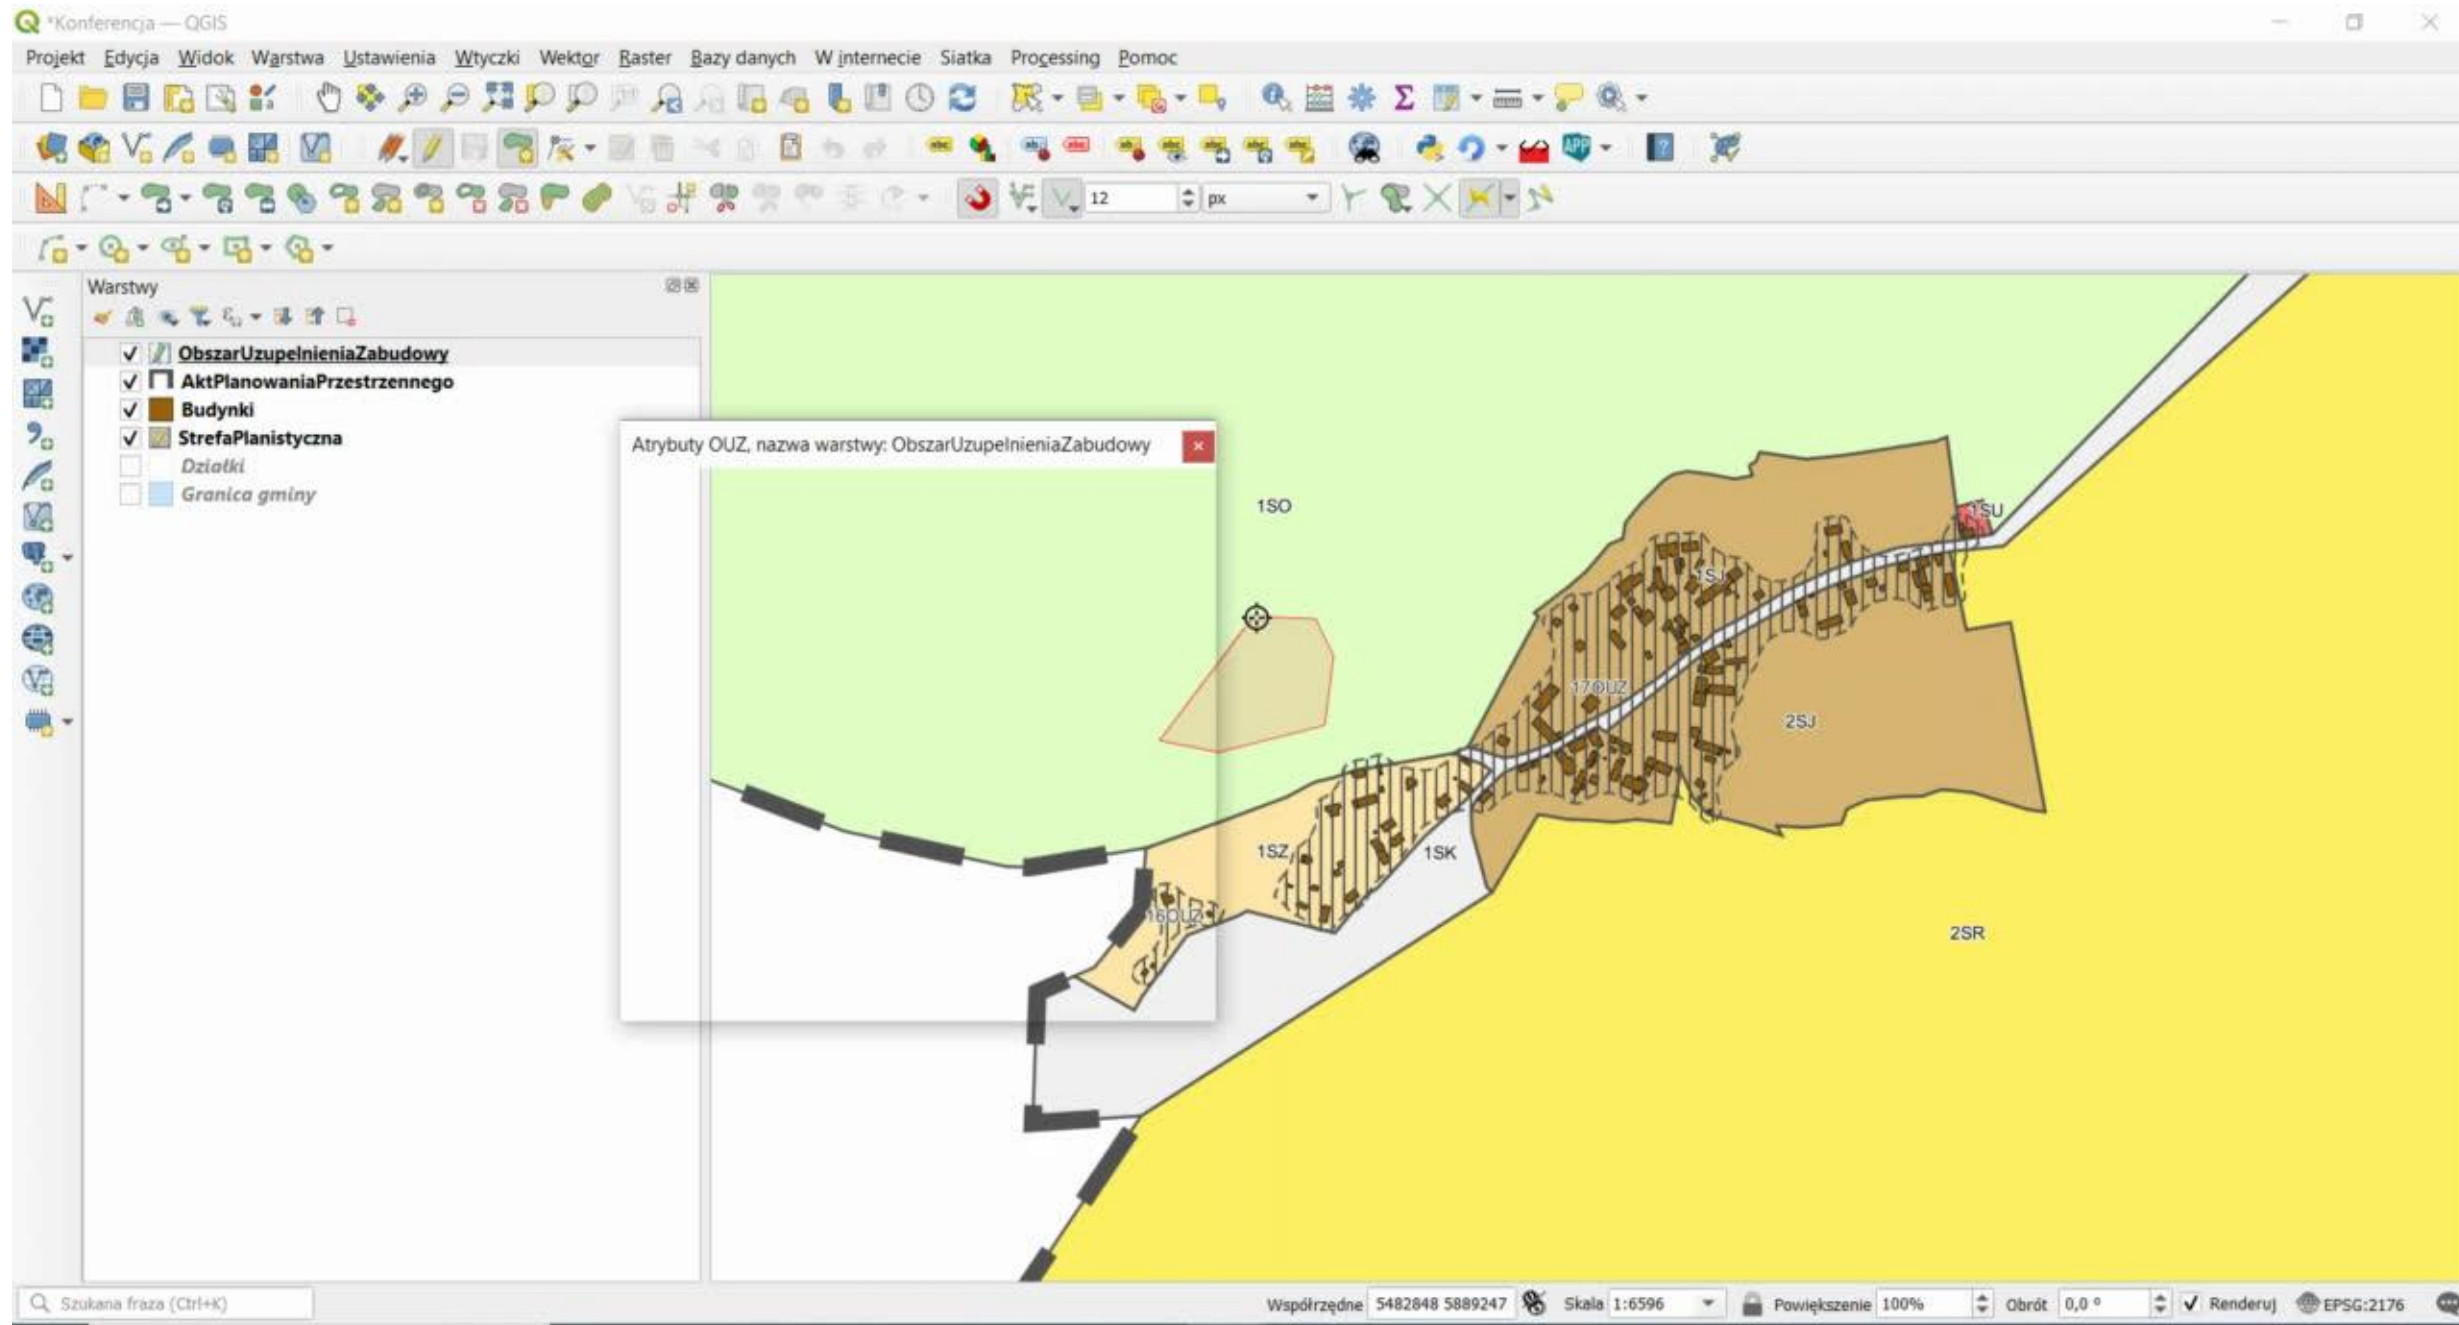 *Konferencja — QGIS
Projekt Edycja Widok Warstwa Ustawienia Wtyczki Wektor Raster Bazy danych W internecie Siatka Processing Pomoc
12 px
Warstwy
ObszarUzupelnieniaZabudowy
AktPlanowaniaPrzestrzennego
Budynki
StrefaPlanistyczna
Działki
Granica gminy
Atrybuty OUZ, nazwa warstwy: ObszarUzupelnieniaZabudowy
1SO
1SU
1SJ
17OUZ
2SJ
1SZ
1SK
16OUZ
2SR
Szukana fraza (Ctrl+K)
Współrzędne 5482848 5889247 Skala 1:6596 Powiększenie 100% Obrót 0,0 ° Renderuj EPSG:2176